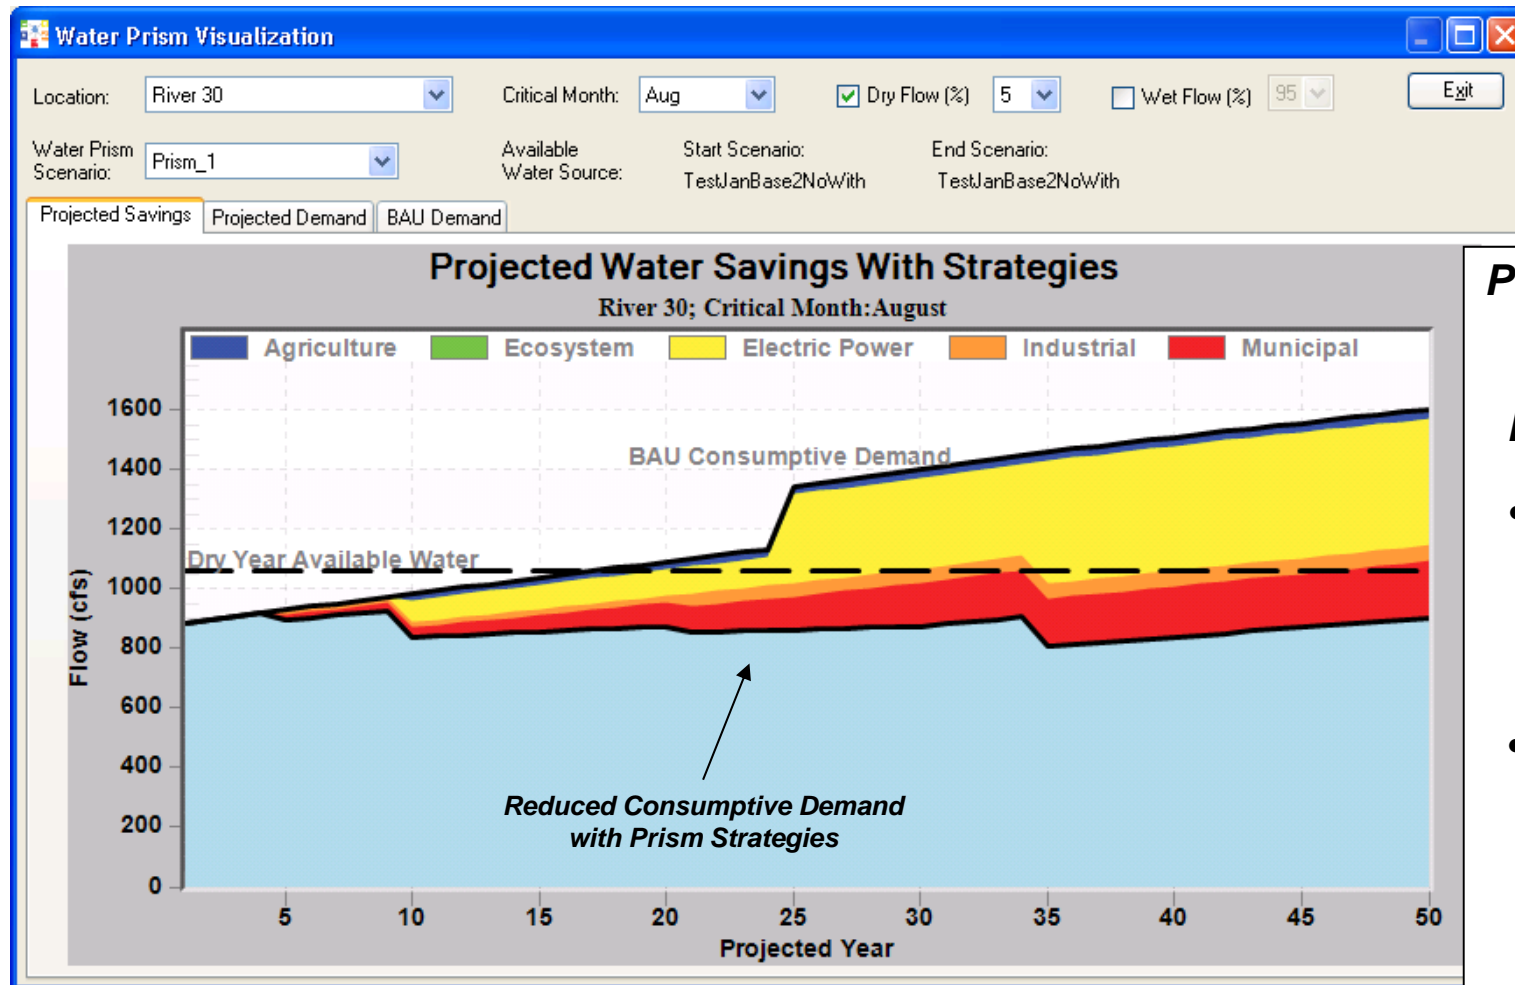 Water Prism Visualization
Location: River 30 Critical Month: Aug Dry Flow (%) 5 Wet Flow (%) 95 Exit
Water Prism Scenario: Prism_1 Available Water Source: Start Scenario: End Scenario:
TestJanBase2NoWith TestJanBase2NoWith
Projected Savings Projected Demand BAU Demand
Projected Water Savings With Strategies
River 30; Critical Month:August
Agriculture Ecosystem Electric Power Industrial Municipal
BAU Consumptive Demand
Dry Year Available Water
Flow (cfs)
1600
1400
1200
1000
800
600
400
200
0
Reduced Consumptive Demand
with Prism Strategies
5 10 15 20 25 30 35 40 45 50
Projected Year
P